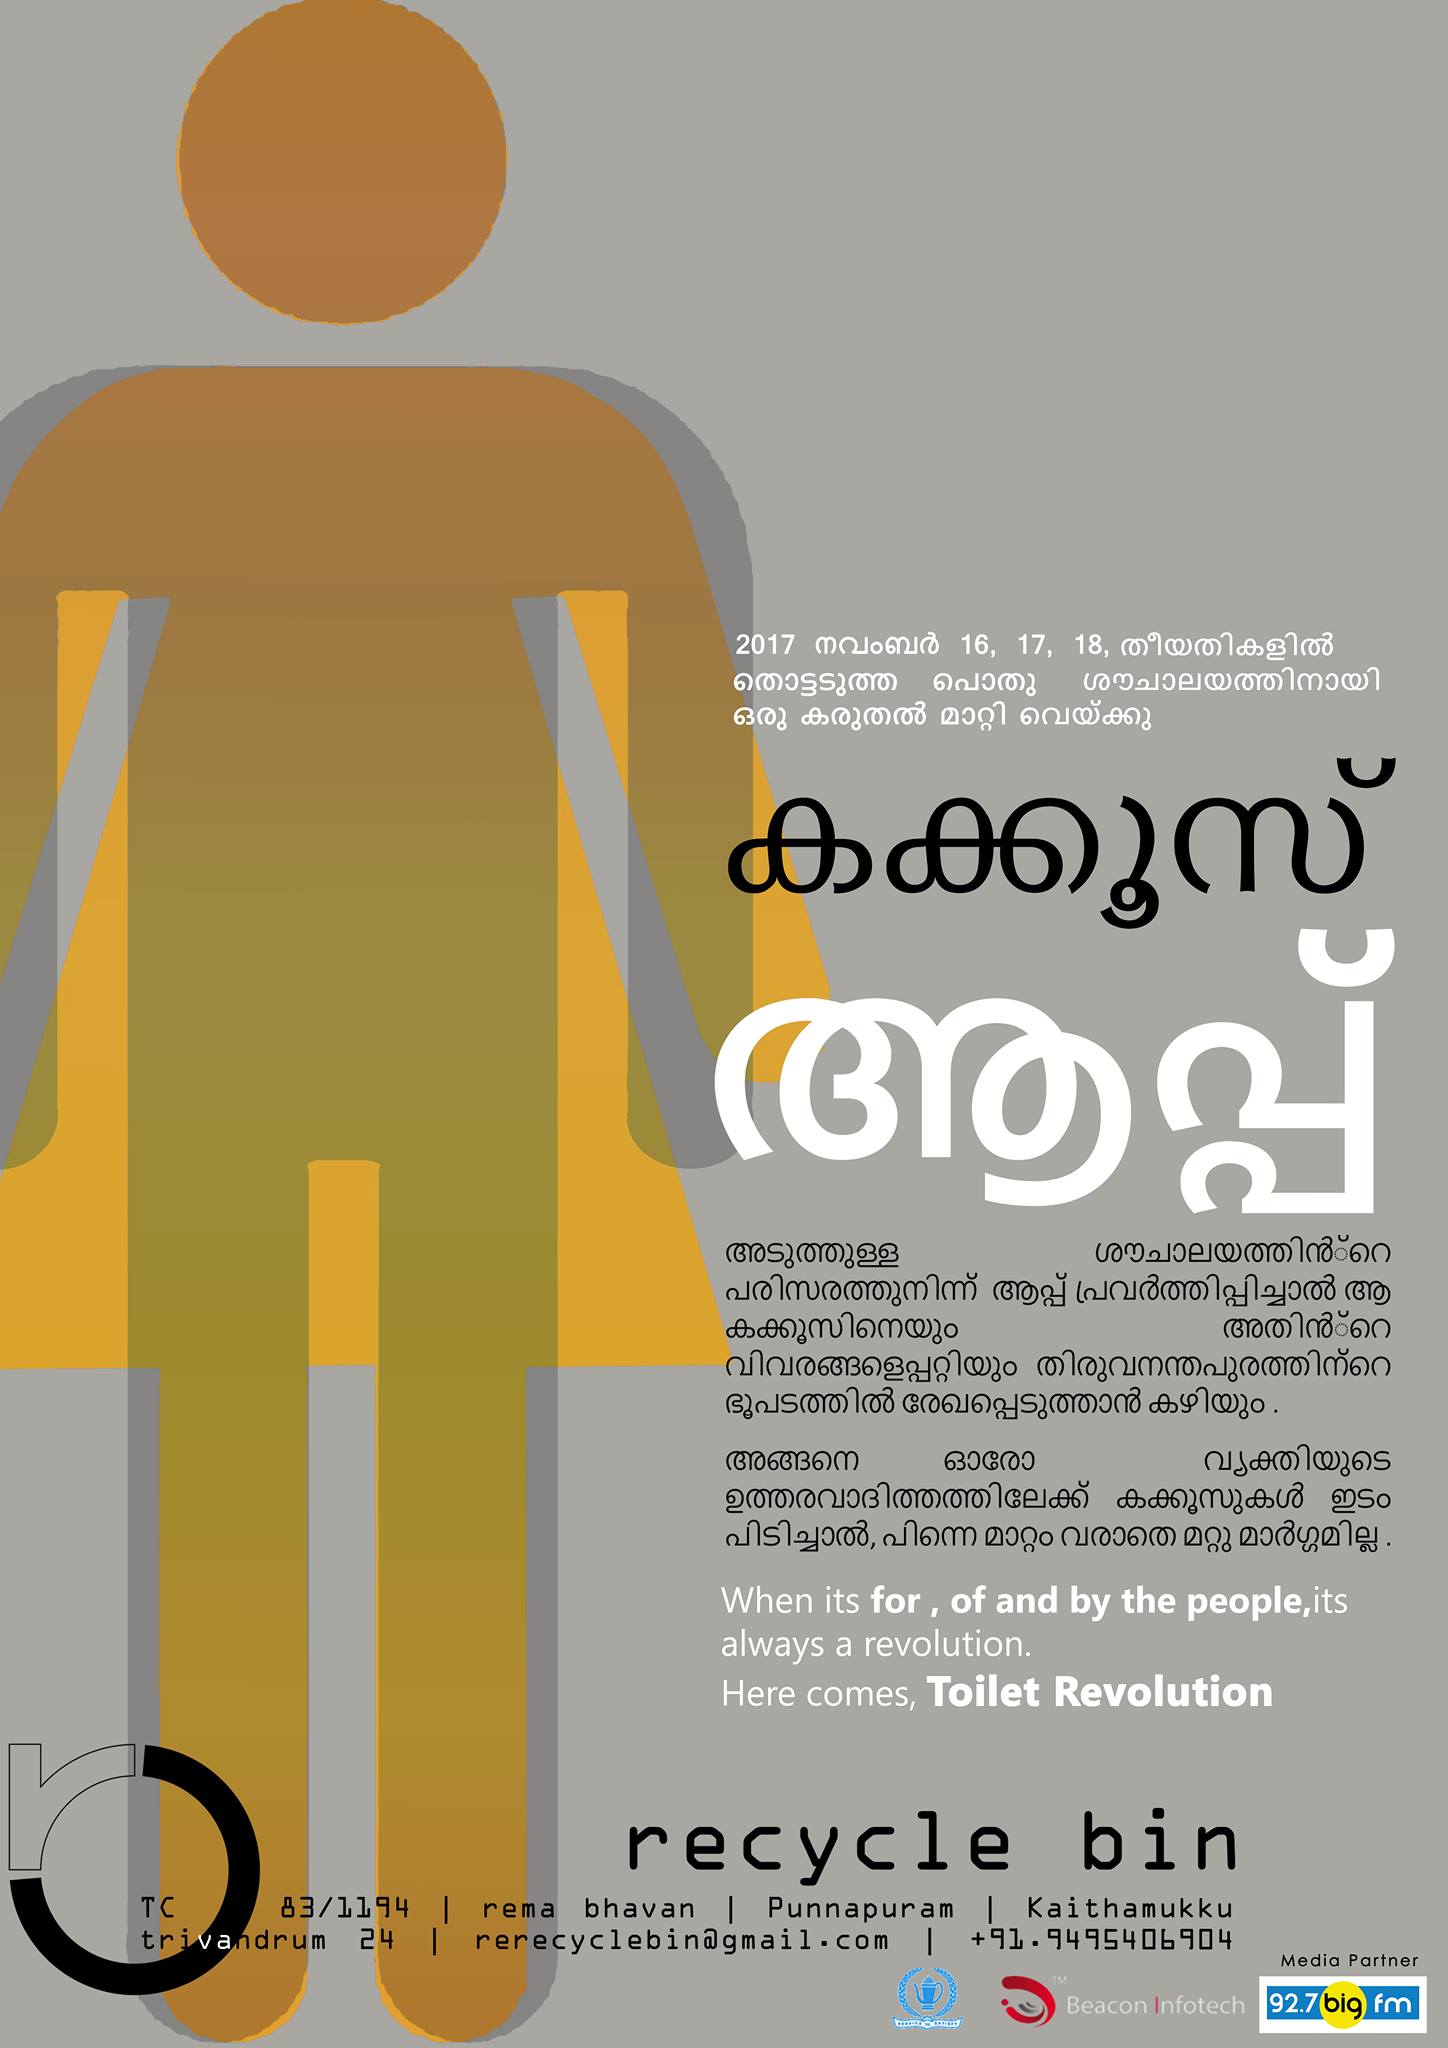 2017 നവംബർ 16, 17, 18, തീയതികളിൽ
തൊട്ടടുത്ത പൊതു ശൗചാലയത്തിനായി
ഒരു കരുതൽ മാറ്റി വെയ്ക്കു
കക്കൂസ്
ആപ്പ്
അടുത്തുള്ള ശൗചാലയത്തിൻ്റെ
പരിസരത്തുനിന്ന് ആപ്പ് പ്രവർത്തിപ്പിച്ചാൽ ആ
കക്കൂസിനെയും അതിൻ്റെ
വിവരങ്ങളെപ്പറ്റിയും തിരുവനന്തപുരത്തിന്റെ
ഭൂപടത്തിൽ രേഖപ്പെടുത്താൻ കഴിയും .
അങ്ങനെ ഓരോ വ്യക്തിയുടെ
ഉത്തരവാദിത്തത്തിലേക്ക് കക്കൂസുകൾ ഇടം
പിടിച്ചാൽ, പിന്നെ മാറ്റം വരാതെ മറ്റു മാർഗ്ഗമില്ല .
When its for , of and by the people,its
always a revolution.
Here comes, Toilet Revolution
recycle bin
TC 83/1194 | rema bhavan | Punnapuram | Kaithamukku
trivandrum 24 | rerecyclebin@gmail.com | +91.9495406904
Media Partner
Beacon Infotech TM
92.7 big fm